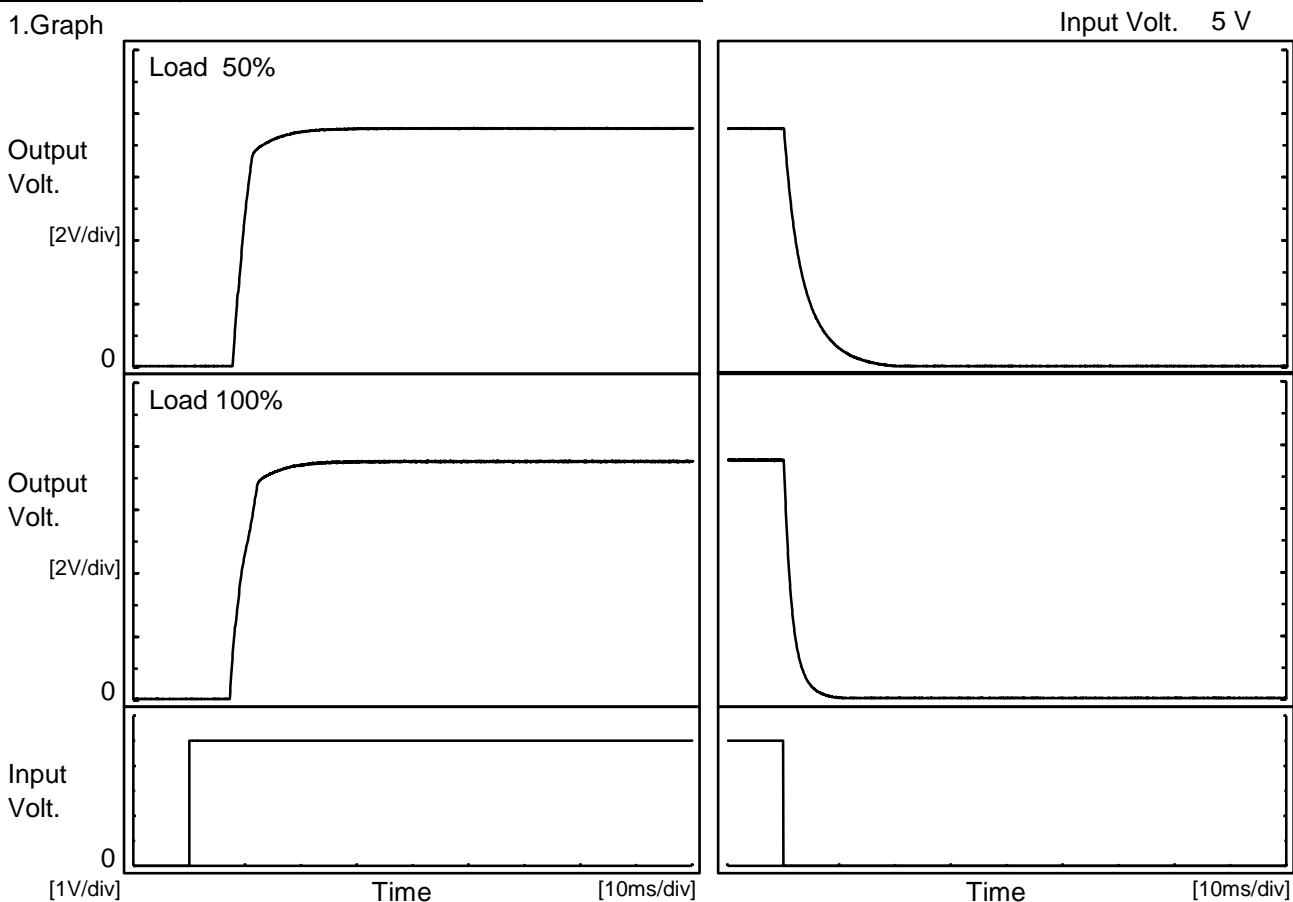 1.Graph
Input Volt. 5 V
Load 50%
Output
Volt.
[2V/div]
0
Load 100%
Output
Volt.
[2V/div]
0
Input
Volt.
0
[1V/div]
Time
[10ms/div]
Time
[10ms/div]